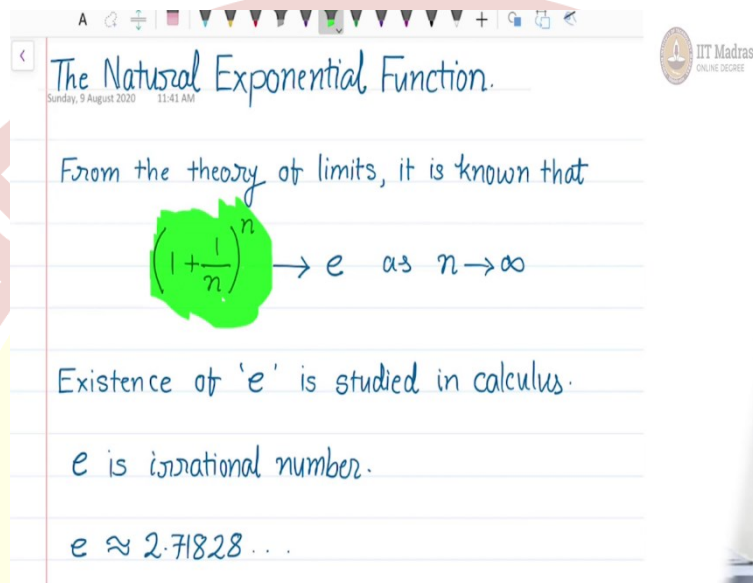 A
IIT Madras
ONLINE DEGREE
The Natural Exponential Function.
Sunday, 9 August 2020 11:41 AM
From the theory of limits, it is known that
(1 + 1/n)^n → e as n → ∞
Existence of 'e' is studied in calculus.
e is irrational number.
e ≈ 2.71828...